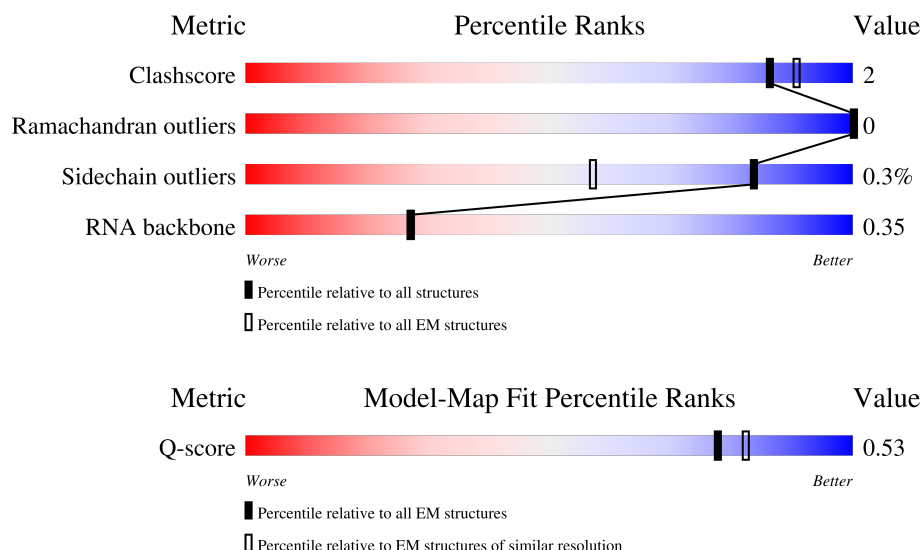 Metric Percentile Ranks Value
Clashscore 2
Ramachandran outliers 0
Sidechain outliers 0.3%
RNA backbone 0.35
Worse Better
Percentile relative to all structures
Percentile relative to all EM structures
Metric Model-Map Fit Percentile Ranks Value
Q-score 0.53
Worse Better
Percentile relative to all EM structures
Percentile relative to EM structures of similar resolution